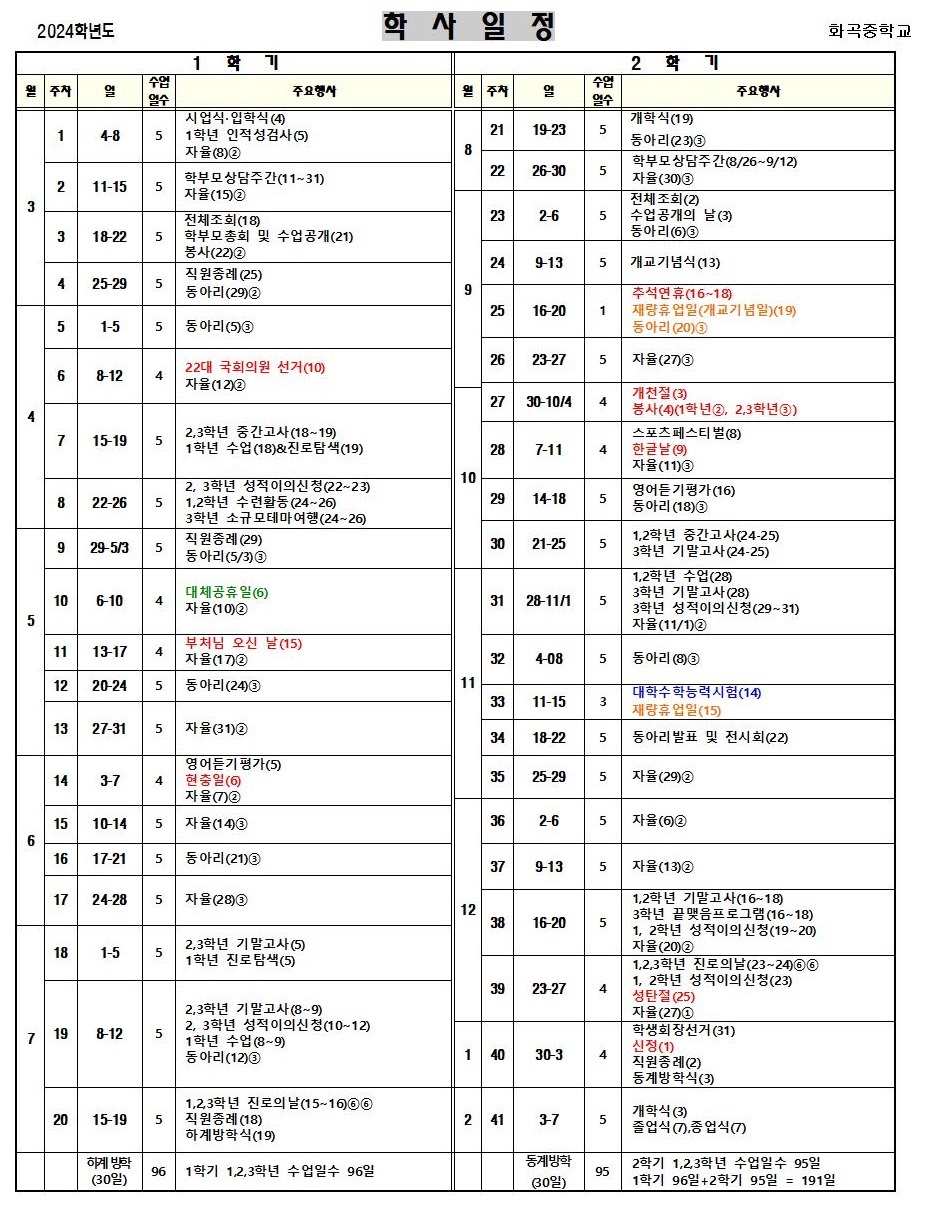 2024학년도
학 사 일 정
화곡중학교
1 학 기
월 주차 일 수업일수 주요행사
3
1 4-8 5
시업식·입학식(4)
1학년 인적성검사(5)
자율(8)②
2 11-15 5
학부모상담주간(11~31)
자율(15)②
3 18-22 5
전체조회(18)
학부모총회 및 수업공개(21)
봉사(22)②
4 25-29 5
직원종례(25)
동아리(29)②
4
5 1-5 5
동아리(5)③
6 8-12 4
22대 국회의원 선거(10)
자율(12)②
7 15-19 5
2,3학년 중간고사(18~19)
1학년 수업(18)&진로탐색(19)
8 22-26 5
2, 3학년 성적이의신청(22~23)
1,2학년 수련활동(24~26)
3학년 소규모테마여행(24~26)
5
9 29-5/3 5
직원종례(29)
동아리(5/3)③
10 6-10 4
대체공휴일(6)
자율(10)②
11 13-17 4
부처님 오신 날(15)
자율(17)②
12 20-24 5
동아리(24)③
13 27-31 5
자율(31)②
6
14 3-7 4
영어듣기평가(5)
현충일(6)
자율(7)②
15 10-14 5
자율(14)③
16 17-21 5
동아리(21)③
17 24-28 5
자율(28)③
7
18 1-5 5
2,3학년 기말고사(5)
1학년 진로탐색(5)
19 8-12 5
2,3학년 기말고사(8~9)
2, 3학년 성적이의신청(10~12)
1학년 수업(8~9)
동아리(12)③
20 15-19 5
1,2,3학년 진로의날(15~16)⑥⑥
직원종례(18)
하계방학식(19)
하계방학
(30일)
96
1학기 1,2,3학년 수업일수 96일
2 학 기
월 주차 일 수업일수 주요행사
8
21 19-23 5
개학식(19)
동아리(23)③
22 26-30 5
학부모상담주간(8/26~9/12)
자율(30)③
9
23 2-6 5
전체조회(2)
수업공개의 날(3)
동아리(6)③
24 9-13 5
개교기념식(13)
25 16-20 1
추석연휴(16~18)
재량휴업일(개교기념일)(19)
동아리(20)③
26 23-27 5
자율(27)③
10
27 30-10/4 4
개천절(3)
봉사(4)(1학년②, 2,3학년③)
28 7-11 4
스포츠페스티벌(8)
한글날(9)
자율(11)③
29 14-18 5
영어듣기평가(16)
동아리(18)③
30 21-25 5
1,2학년 중간고사(24-25)
3학년 기말고사(24-25)
11
31 28-11/1 5
1,2학년 수업(28)
3학년 기말고사(28)
3학년 성적이의신청(29~31)
자율(11/1)②
32 4-08 5
동아리(8)③
33 11-15 3
대학수학능력시험(14)
재량휴업일(15)
34 18-22 5
동아리발표 및 전시회(22)
35 25-29 5
자율(29)②
12
36 2-6 5
자율(6)②
37 9-13 5
자율(13)②
38 16-20 5
1,2학년 기말고사(16~18)
3학년 끝맺음프로그램(16~18)
1, 2학년 성적이의신청(19~20)
자율(20)②
39 23-27 4
1,2,3학년 진로의날(23~24)⑥⑥
1, 2학년 성적이의신청(23)
성탄절(25)
자율(27)①
1
40 30-3 4
학생회장선거(31)
신정(1)
직원종례(2)
동계방학식(3)
2
41 3-7 5
개학식(3)
졸업식(7),종업식(7)
동계방학
(30일)
95
2학기 1,2,3학년 수업일수 95일
1학기 96일+2학기 95일 = 191일